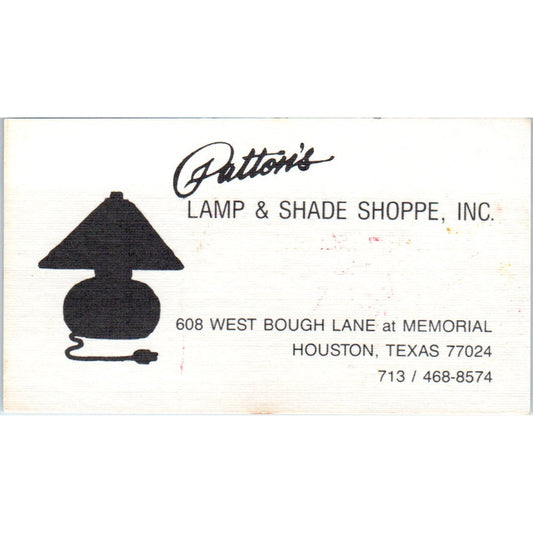 Patton's
LAMP & SHADE SHOPPE, INC.
608 WEST BOUGH LANE at MEMORIAL
HOUSTON, TEXAS 77024
713 / 468-8574